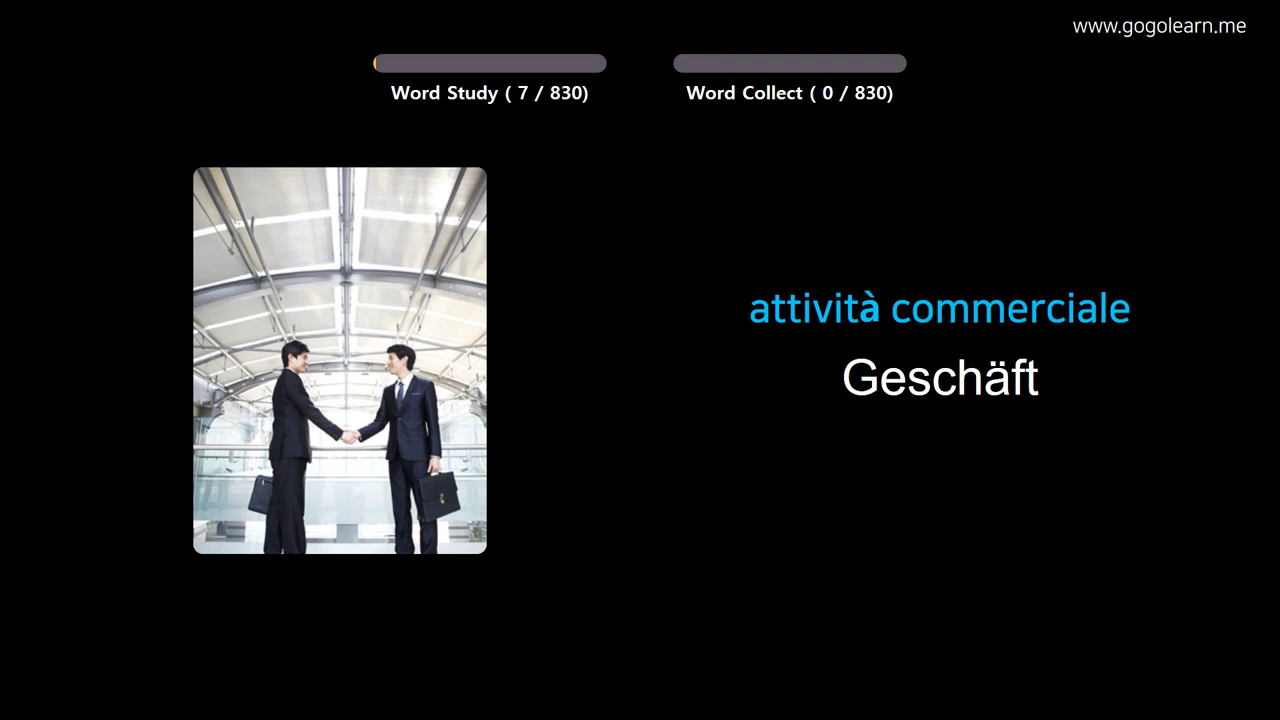 www.gogolearn.me
Word Study ( 7 / 830)
Word Collect ( 0 / 830)
attività commerciale
Geschäft